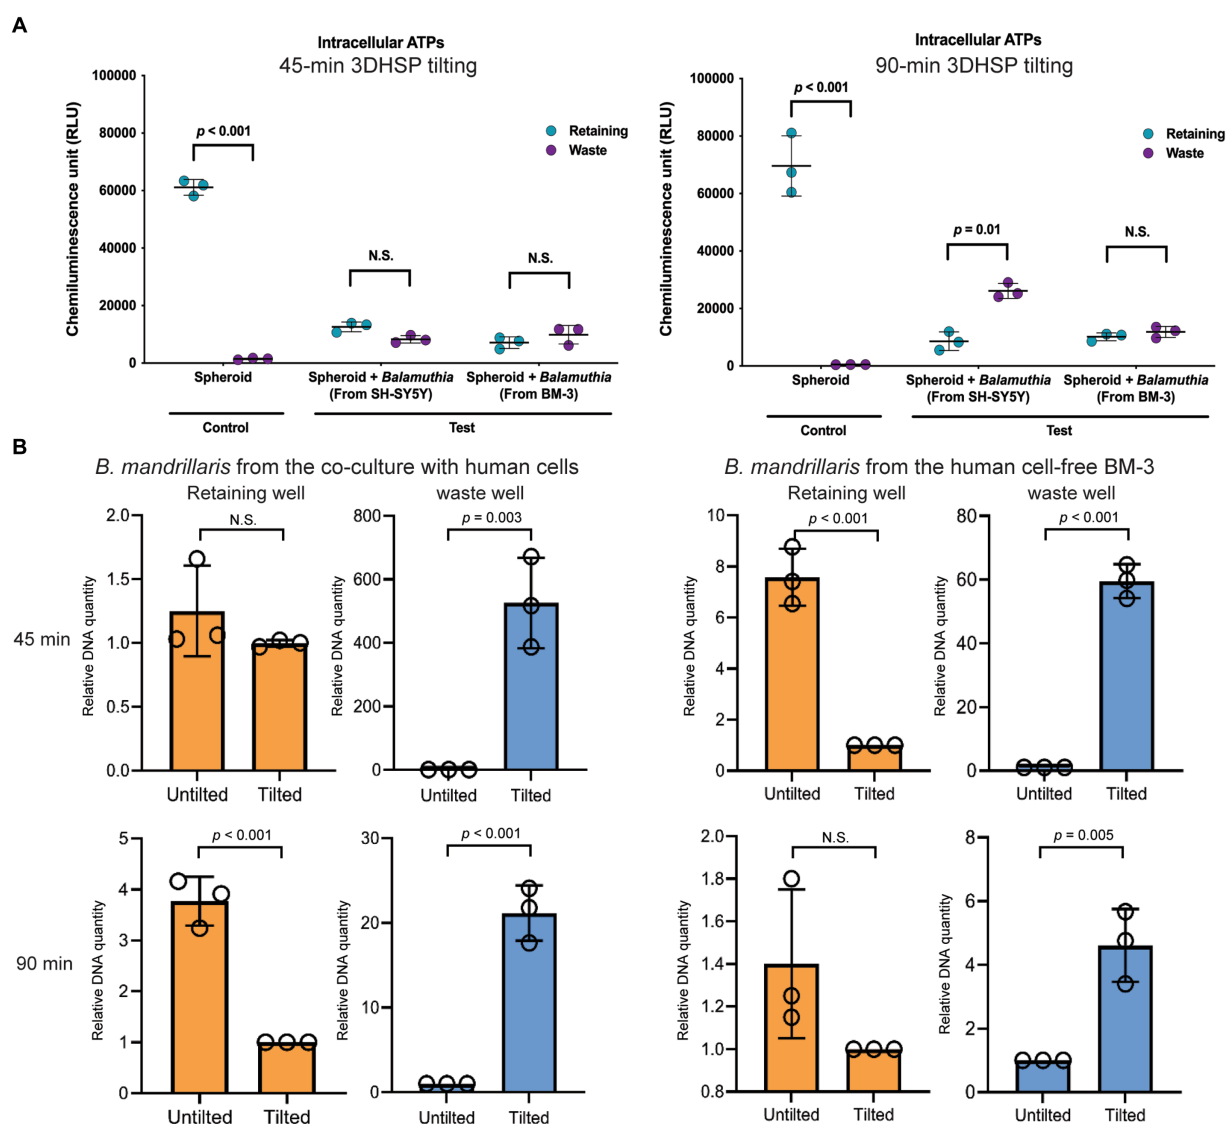 A
Intracellular ATPs
45-min 3DHSP tilting
Chemiluminescence unit (RLU)
100000
80000
60000
40000
20000
0
p < 0.001
N.S.
N.S.
Retaining
Waste
Spheroid
Spheroid + Balamuthia
(From SH-SY5Y)
Spheroid + Balamuthia
(From BM-3)
Control
Test
Intracellular ATPs
90-min 3DHSP tilting
Chemiluminescence unit (RLU)
100000
80000
60000
40000
20000
0
p < 0.001
p = 0.01
N.S.
Retaining
Waste
Spheroid
Spheroid + Balamuthia
(From SH-SY5Y)
Spheroid + Balamuthia
(From BM-3)
Control
Test
B
B. mandrillaris from the co-culture with human cells
Retaining well
waste well
B. mandrillaris from the human cell-free BM-3
Retaining well
waste well
45 min
Relative DNA quantity
2.0
1.5
1.0
0.5
0.0
N.S.
Untilted
Tilted
Relative DNA quantity
800
600
400
200
0
p = 0.003
Untilted
Tilted
Relative DNA quantity
10
8
6
4
2
0
p < 0.001
Untilted
Tilted
Relative DNA quantity
80
60
40
20
0
p < 0.001
Untilted
Tilted
90 min
Relative DNA quantity
5
4
3
2
1
0
p < 0.001
Untilted
Tilted
Relative DNA quantity
30
20
10
0
p < 0.001
Untilted
Tilted
Relative DNA quantity
2.0
1.8
1.6
1.4
1.2
1.0
0.8
N.S.
Untilted
Tilted
Relative DNA quantity
8
6
4
2
0
p = 0.005
Untilted
Tilted